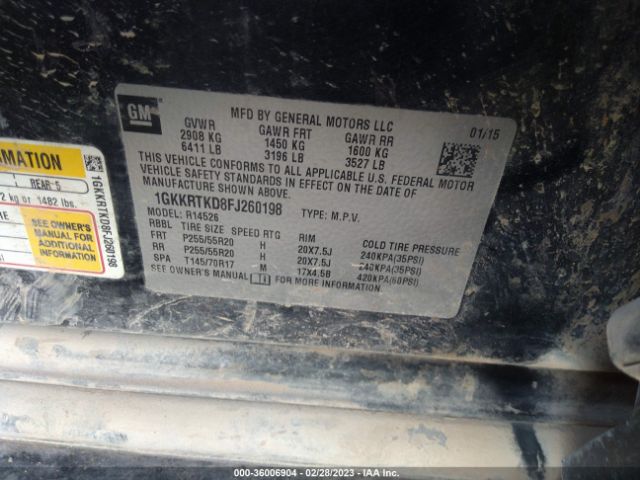 GM
MFD BY GENERAL MOTORS LLC
01/15
GVWR GAWR FRT GAWR RR
2908 KG 1450 KG 1600 KG
6411 LB 3196 LB 3527 LB
THIS VEHICLE CONFORMS TO ALL APPLICABLE U.S. FEDERAL MOTOR
VEHICLE SAFETY STANDARDS IN EFFECT ON THE DATE OF
MANUFACTURE SHOWN ABOVE.
1GKKRTKD8FJ260198 TYPE: M.P.V.
MODEL: R14526
RBBL TIRE SIZE SPEED RTG RIM COLD TIRE PRESSURE
FRT P255/55R20 H 20X7.5J 240KPA(35PSI)
RR P255/55R20 H 20X7.5J 240KPA(35PSI)
SPA T145/70R17 M 17X4.5B 420KPA(60PSI)
SEE OWNER'S MANUAL FOR MORE INFORMATION.
RMATION
REAR 5
2 kg or 1482 lbs.
SEE OWNER'S
MANUAL FOR
ADDITIONAL
INFORMATION
1GKKRTKD8FJ260198
000-36006904 - 02/28/2023 - IAA Inc.